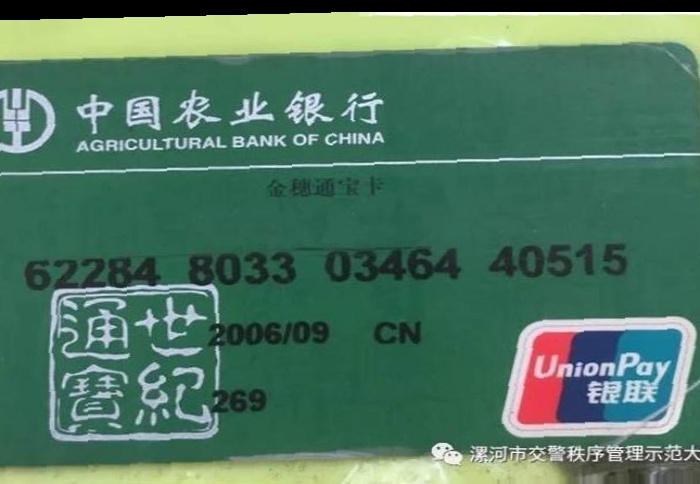 中国农业银行
AGRICULTURAL BANK OF CHINA
金穗通宝卡
62284 8033 03464 40515
世紀
通寶
2006/09 CN
269
UnionPay
银联
漯河市交警秩序管理示范大